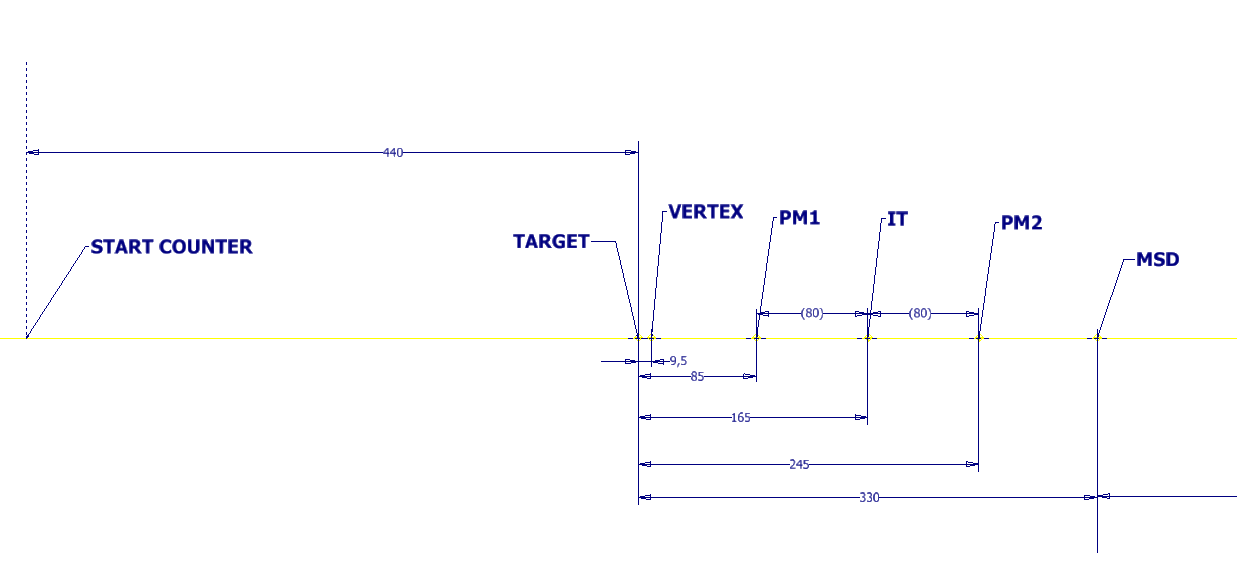 440
VERTEX
PM1
IT
PM2
TARGET
START COUNTER
MSD
(80)
(80)
9,5
85
165
245
330